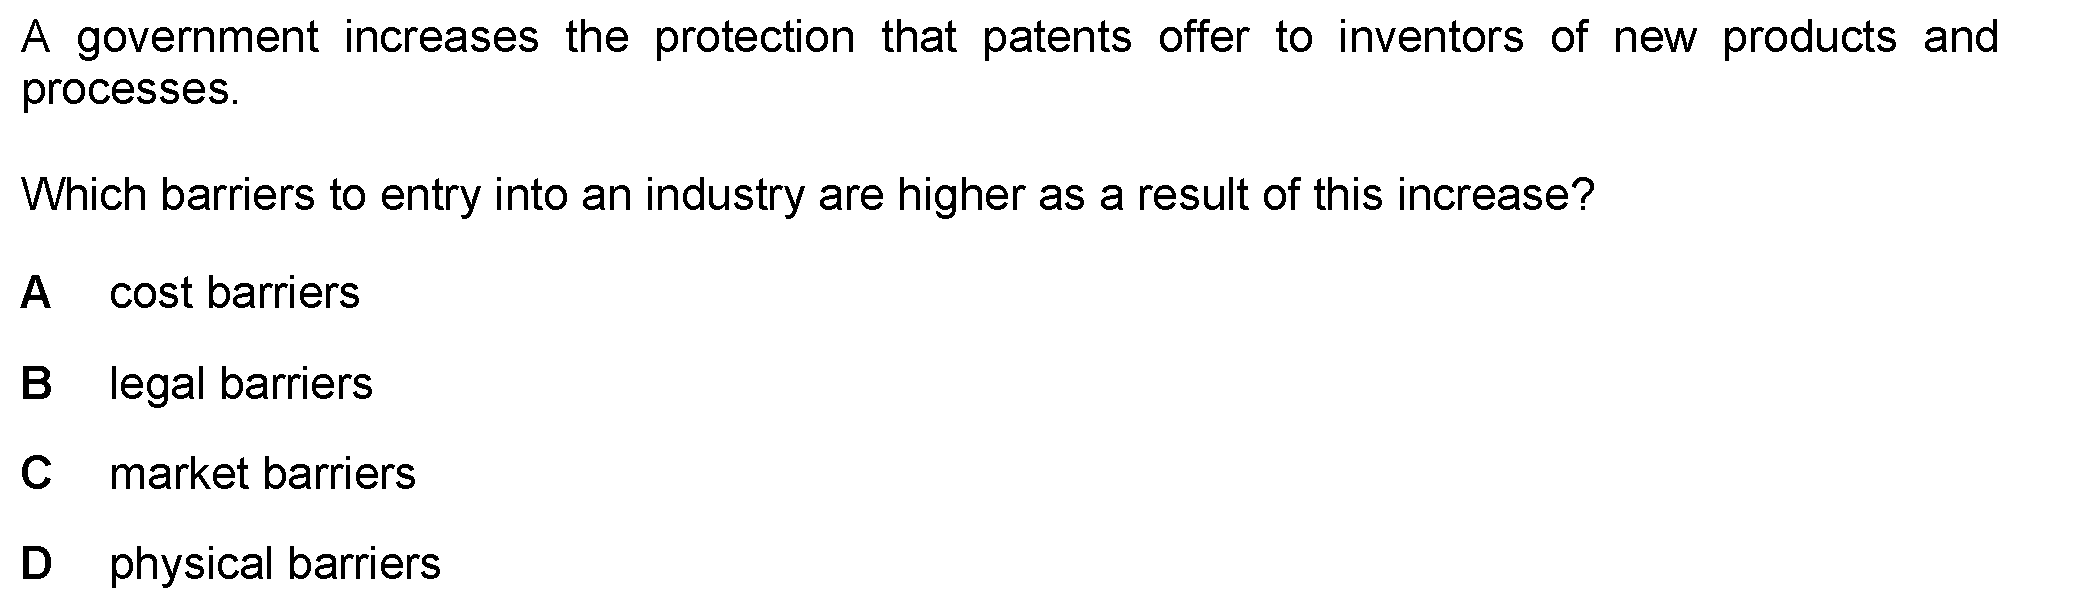 A government increases the protection that patents offer to inventors of new products and
processes.
Which barriers to entry into an industry are higher as a result of this increase?
A cost barriers
B legal barriers
C market barriers
D physical barriers